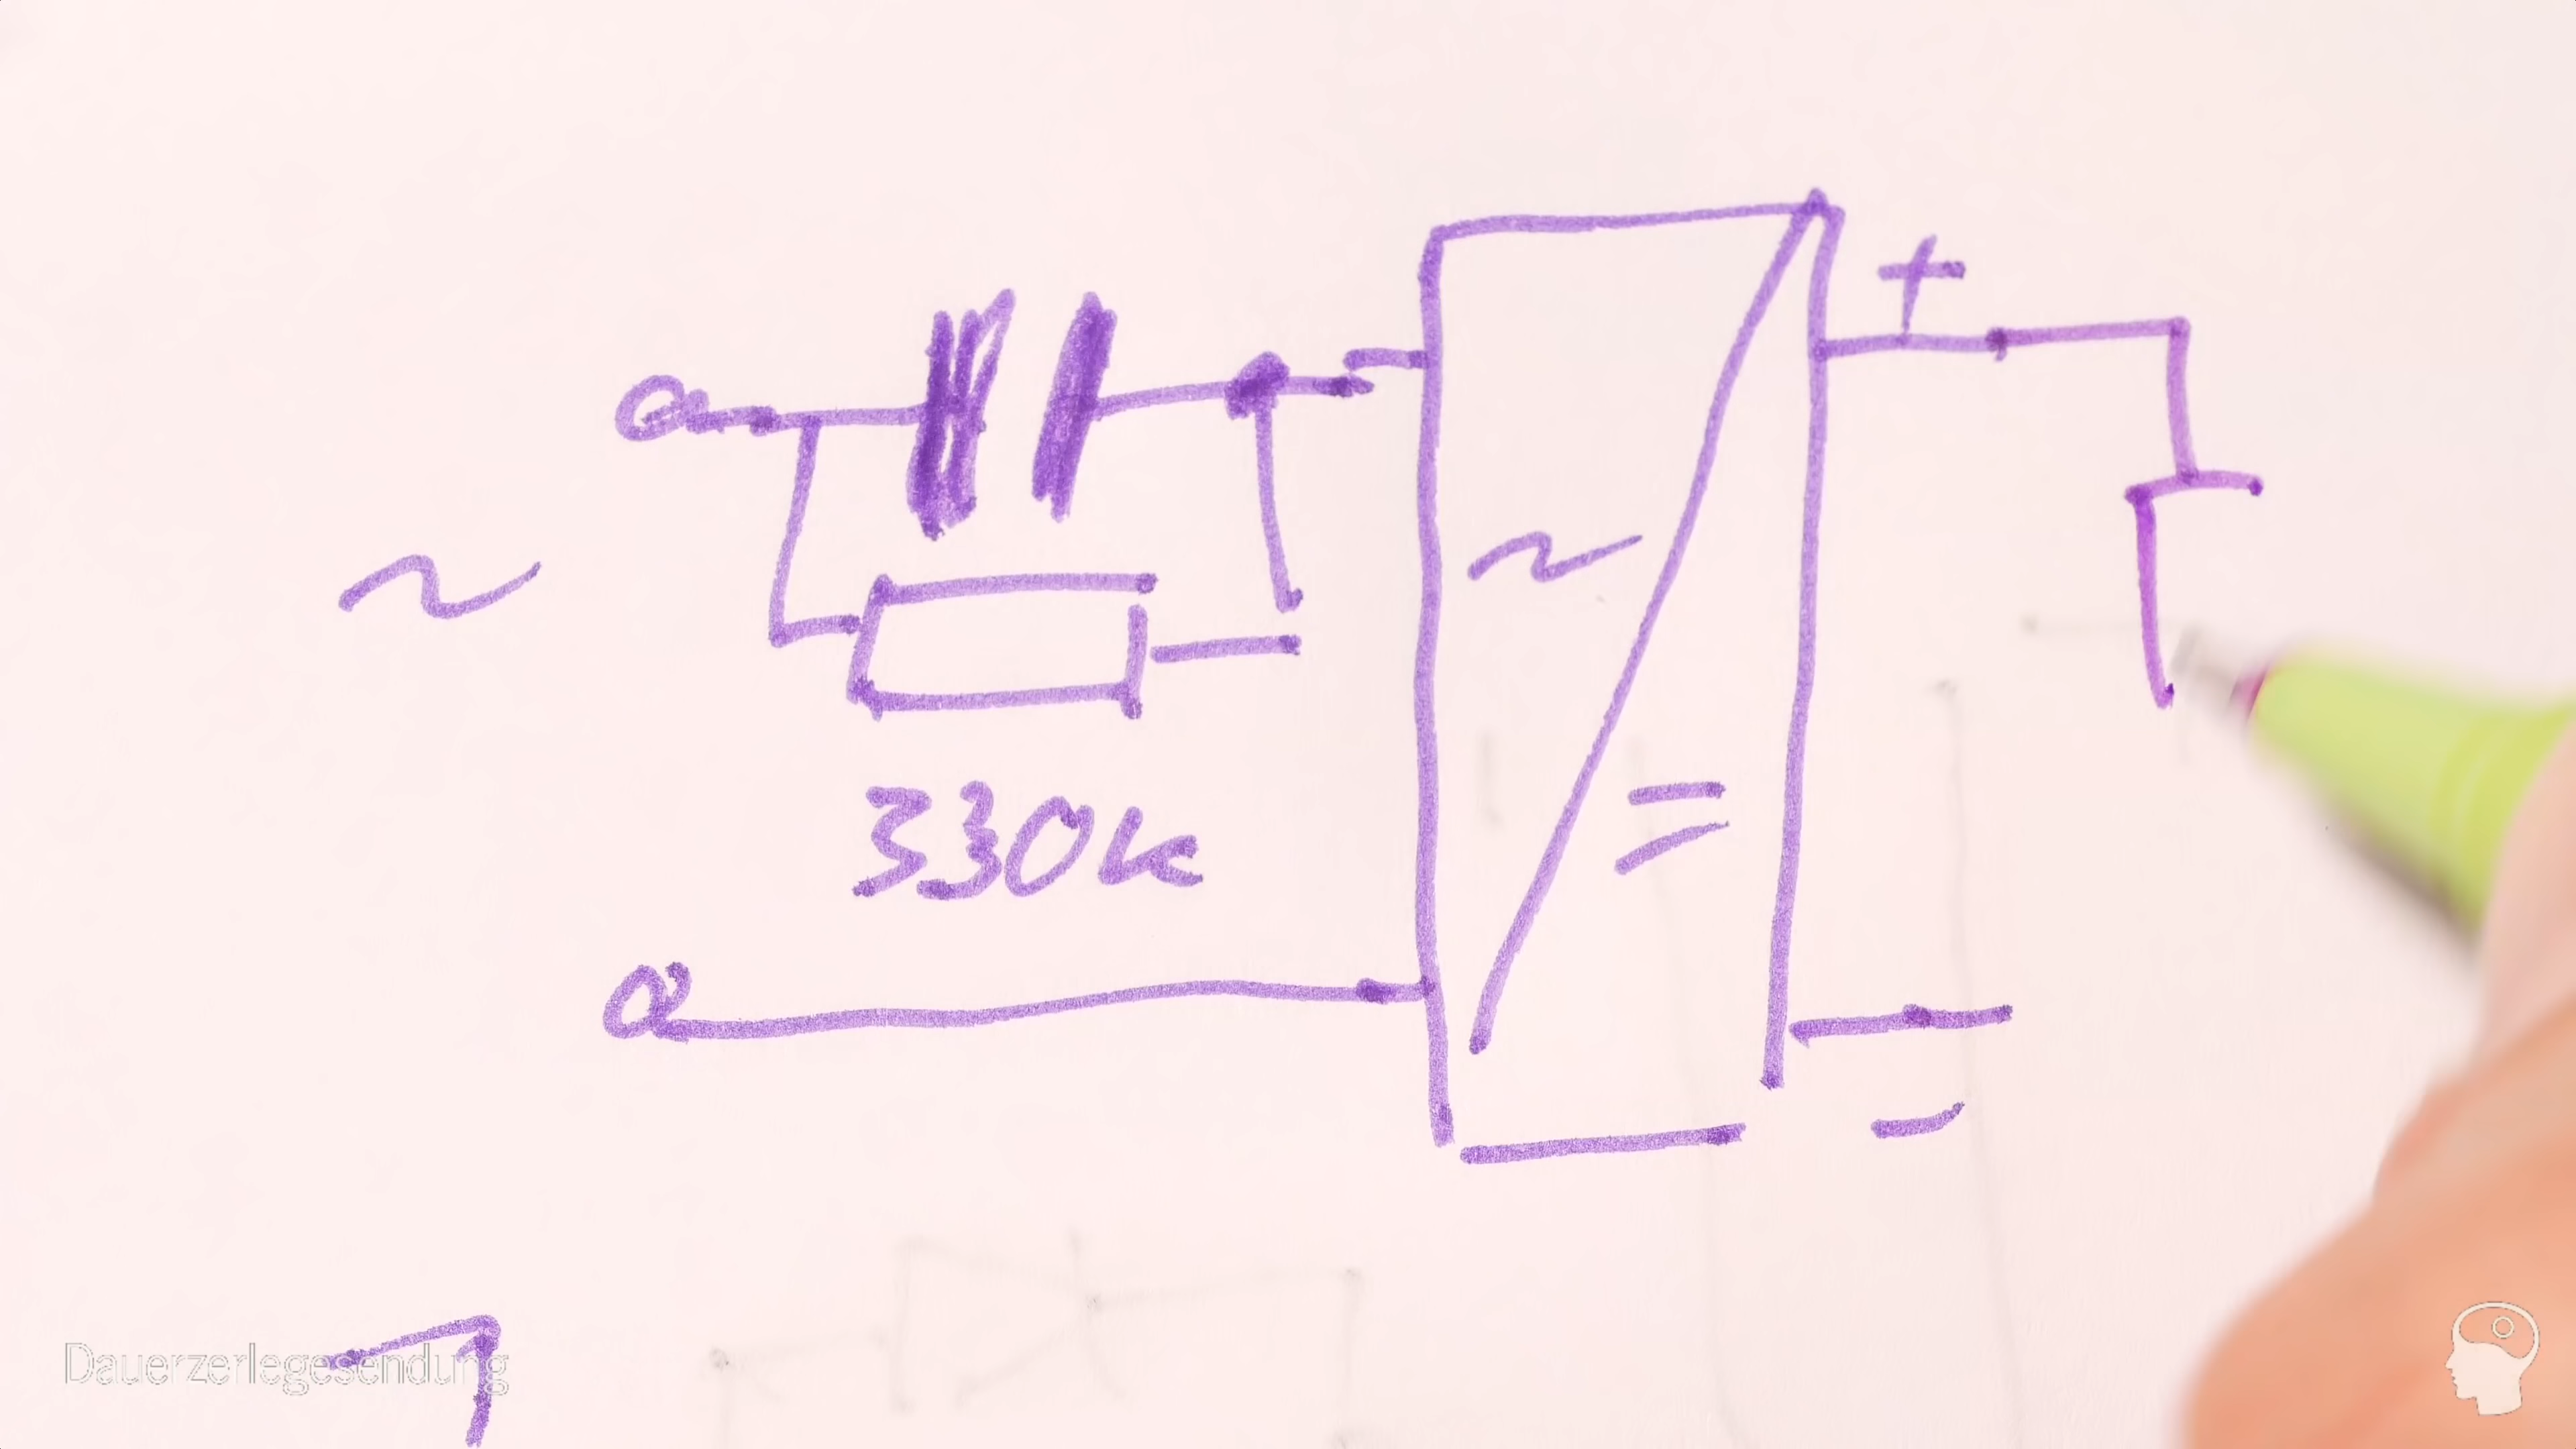 +
~
~
=
330k
-
Dauerzerlegesendung